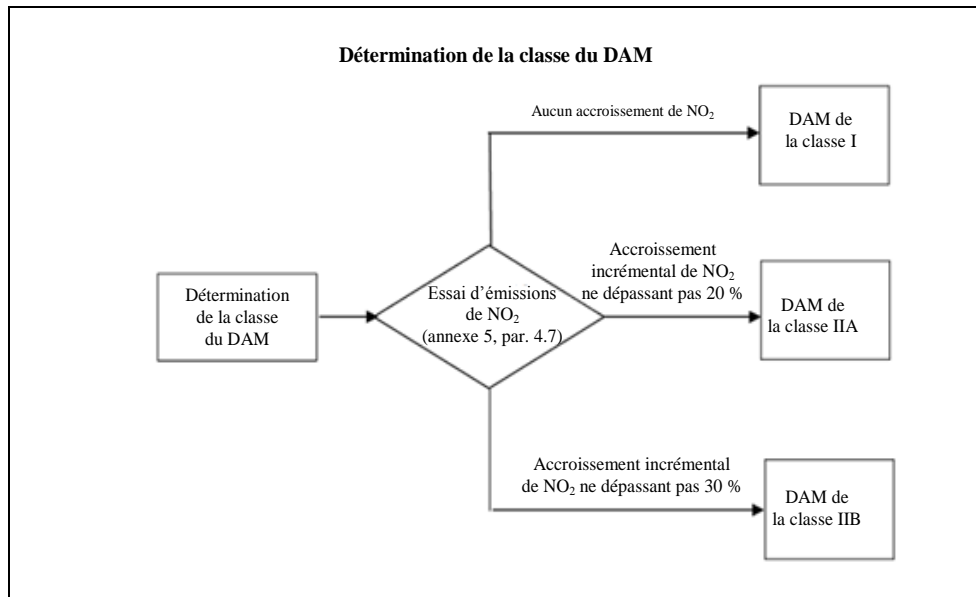 Détermination de la classe du DAM
Aucun accroissement de NO₂
DAM de
la classe I
Détermination
de la classe
du DAM
Essai d’émissions
de NO₂
(annexe 5, par. 4.7)
Accroissement
incrémental de NO₂
ne dépassant pas 20 %
DAM de
la classe IIA
Accroissement incrémental
de NO₂ ne dépassant pas 30 %
DAM de
la classe IIB